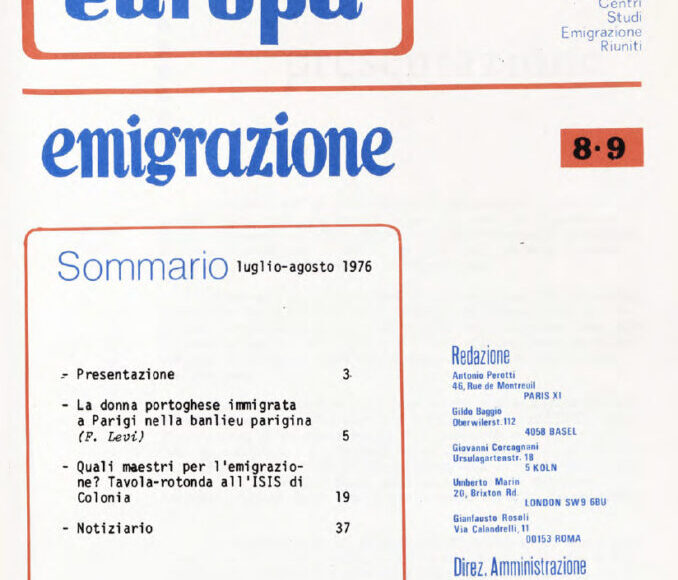 europa
Centri
Studi
Emigrazione
Riuniti
emigrazione
8·9
Sommario luglio-agosto 1976
- Presentazione 3
- La donna portoghese immigrata
a Parigi nella banlieu parigina
(F. Levi) 5
- Quali maestri per l'emigrazio-
ne? Tavola-rotonda all'ISIS di
Colonia 19
- Notiziario 37
Redazione
Antonio Perotti
46, Rue de Montreuil
PARIS XI
Gildo Baggio
Oberwilerst. 112
4058 BASEL
Giovanni Corcagnani
Ursulagartenstr. 18
5 KOLN
Umberto Marin
20, Brixton Rd.
LONDON SW9 6BU
Gianfausto Rosoli
Via Calandrelli, 11
00153 ROMA
Direz. Amministrazione